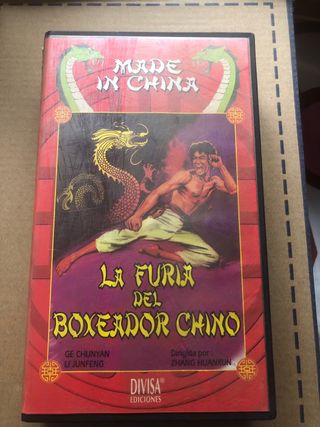 MADE
IN CHINA
LA FURIA
DEL
BOXEADOR CHINO
GE CHUNYAN
LI JUNFENG
Dirigida por:
ZHANG HUAXUN
DIVISA®
EDICIONES